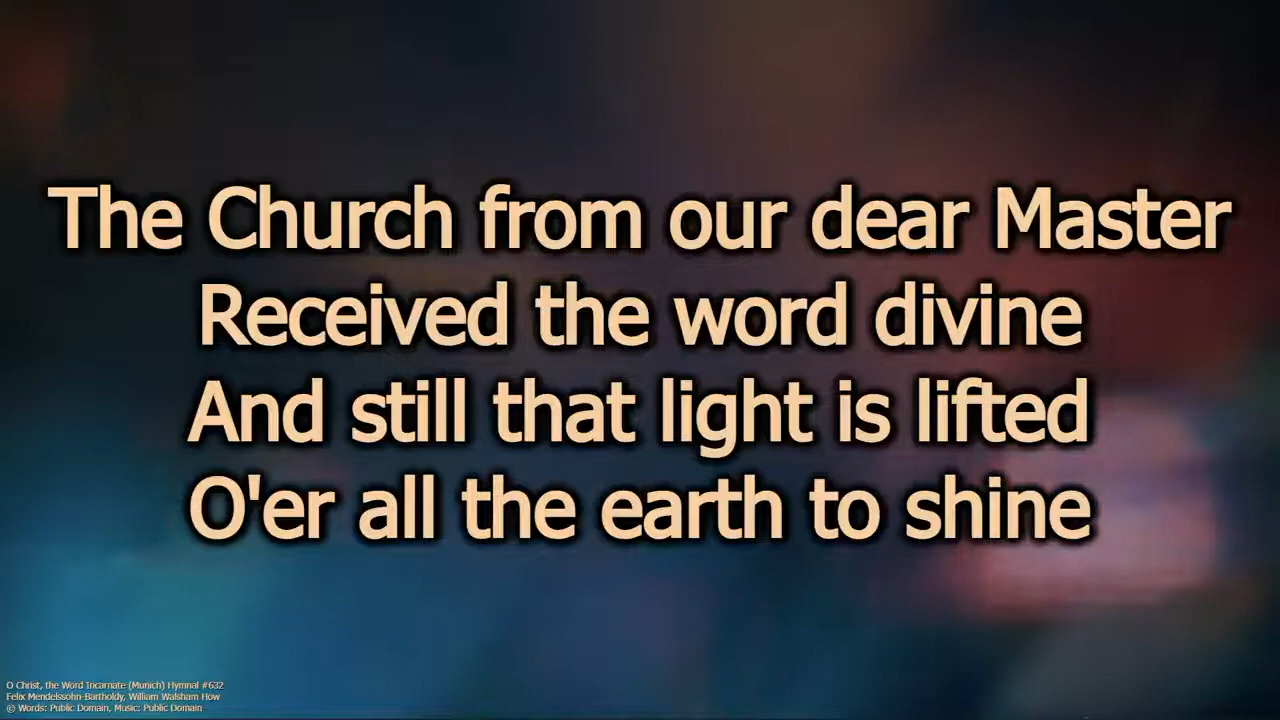 The Church from our dear Master
Received the word divine
And still that light is lifted
O'er all the earth to shine
O Christ, the Word Incarnate (Munich) Hymnal #632
Felix Mendelssohn-Bartholdy, William Walsham How
© Words: Public Domain, Music: Public Domain